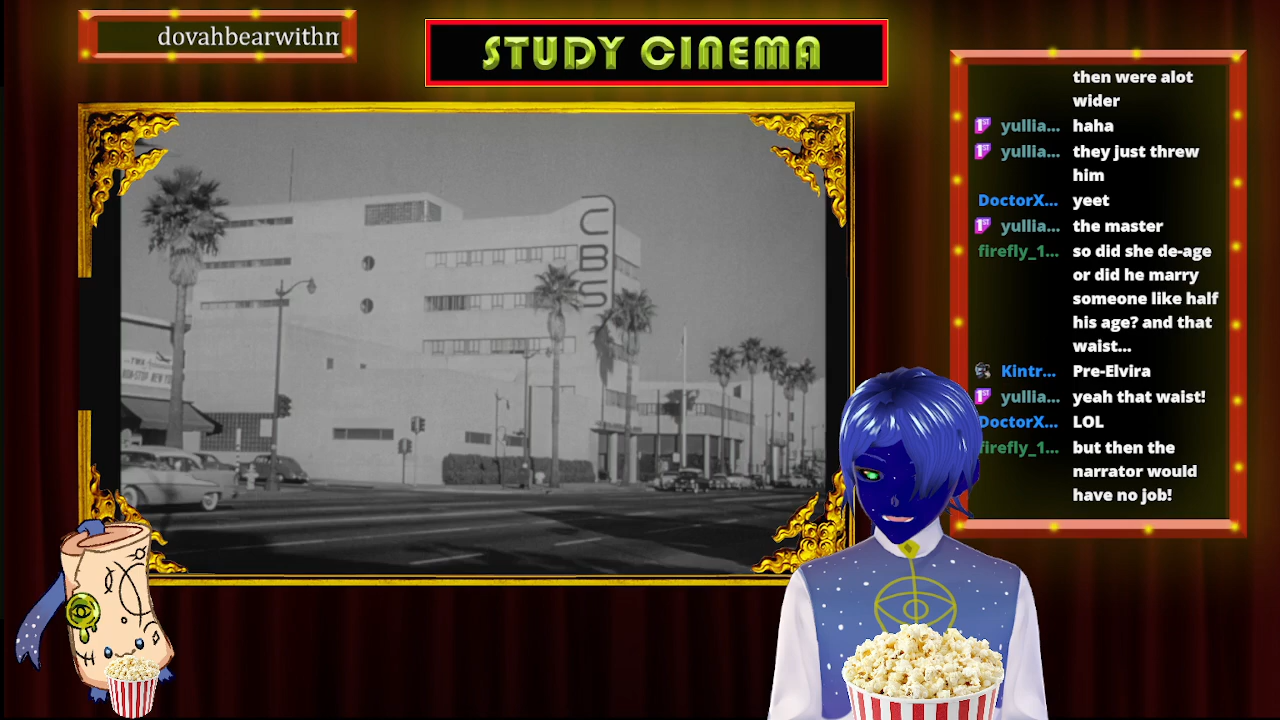 dovahbearwithm
STUDY CINEMA
CBS
then were alot
wider
yullia... haha
yullia... they just threw
him
DoctorX... yeet
yullia... the master
firefly_1... so did she de-age
or did he marry
someone like half
his age? and that
waist...
Kintr... Pre-Elvira
yullia... yeah that waist!
DoctorX... LOL
firefly_1... but then the
narrator would
have no job!